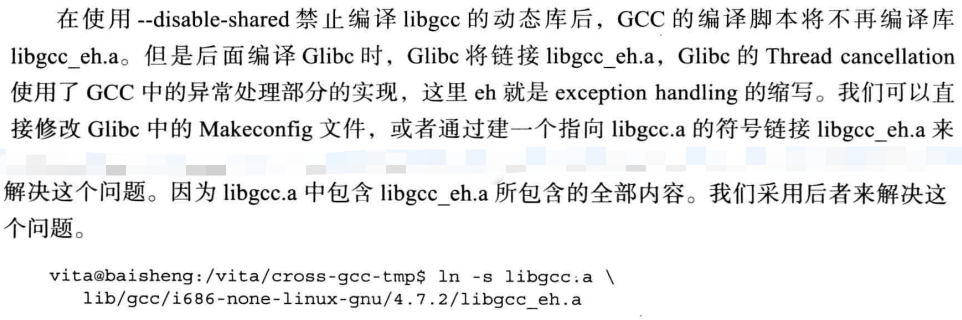 在使用 --disable-shared 禁止编译 libgcc 的动态库后，GCC 的编译脚本将不再编译库
libgcc_eh.a。但是后面编译 Glibc 时，Glibc 将链接 libgcc_eh.a，Glibc 的 Thread cancellation
使用了 GCC 中的异常处理部分的实现，这里 eh 就是 exception handling 的缩写。我们可以直
接修改 Glibc 中的 Makeconfig 文件，或者通过建一个指向 libgcc.a 的符号链接 libgcc_eh.a 来
解决这个问题。因为 libgcc.a 中包含 libgcc_eh.a 所包含的全部内容。我们采用后者来解决这
个问题。
vita@baisheng:/vita/cross-gcc-tmp$ ln -s libgcc.a \
lib/gcc/i686-none-linux-gnu/4.7.2/libgcc_eh.a